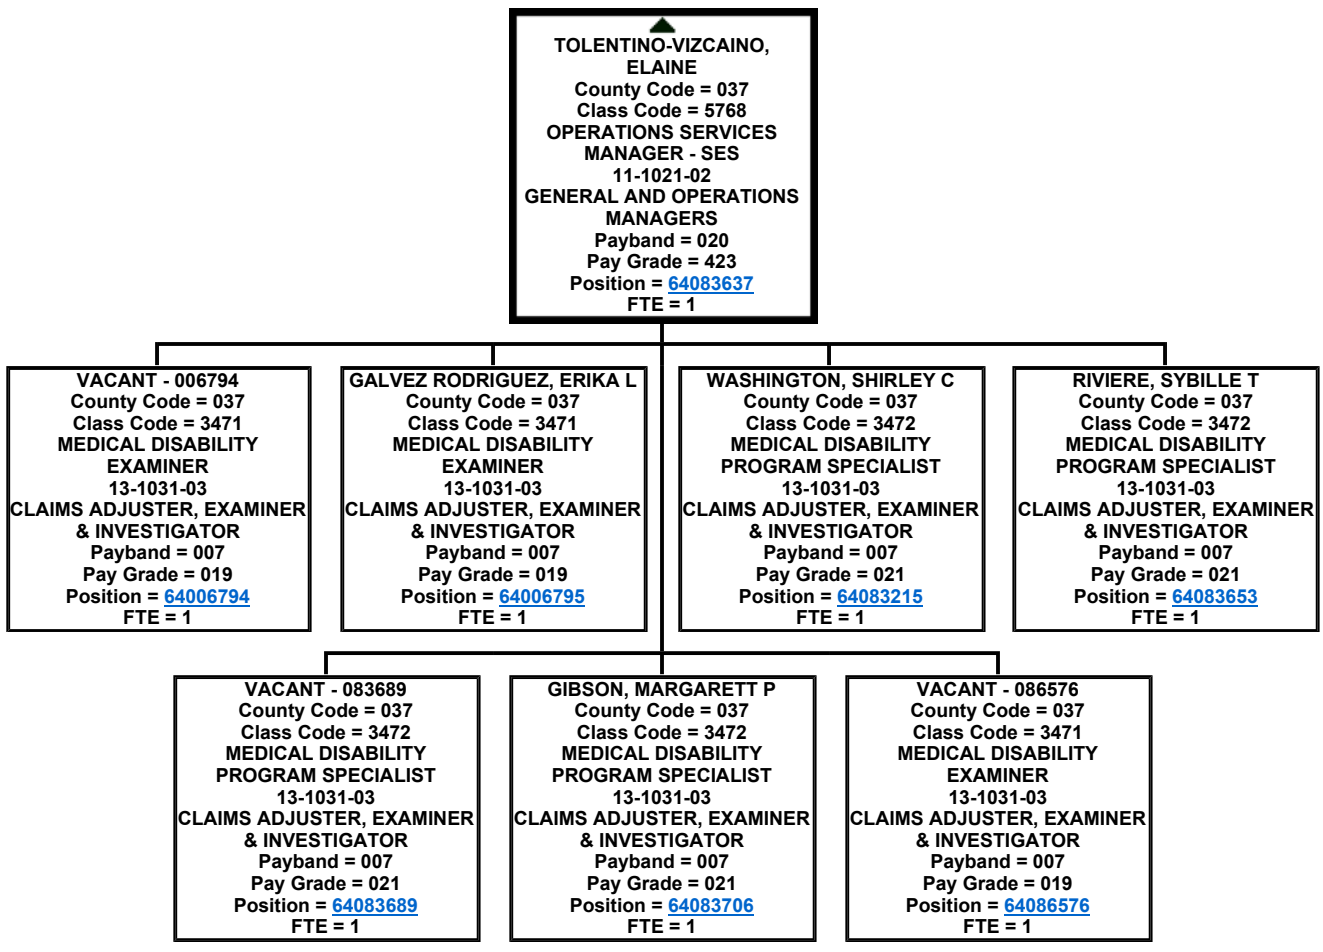 TOLENTINO-VIZCAINO,
ELAINE
County Code = 037
Class Code = 5768
OPERATIONS SERVICES
MANAGER - SES
11-1021-02
GENERAL AND OPERATIONS
MANAGERS
Payband = 020
Pay Grade = 423
Position = 64083637
FTE = 1
VACANT - 006794
County Code = 037
Class Code = 3471
MEDICAL DISABILITY
EXAMINER
13-1031-03
CLAIMS ADJUSTER, EXAMINER
& INVESTIGATOR
Payband = 007
Pay Grade = 019
Position = 64006794
FTE = 1
GALVEZ RODRIGUEZ, ERIKA L
County Code = 037
Class Code = 3471
MEDICAL DISABILITY
EXAMINER
13-1031-03
CLAIMS ADJUSTER, EXAMINER
& INVESTIGATOR
Payband = 007
Pay Grade = 019
Position = 64006795
FTE = 1
WASHINGTON, SHIRLEY C
County Code = 037
Class Code = 3472
MEDICAL DISABILITY
PROGRAM SPECIALIST
13-1031-03
CLAIMS ADJUSTER, EXAMINER
& INVESTIGATOR
Payband = 007
Pay Grade = 021
Position = 64083215
FTE = 1
RIVIERE, SYBILLE T
County Code = 037
Class Code = 3472
MEDICAL DISABILITY
PROGRAM SPECIALIST
13-1031-03
CLAIMS ADJUSTER, EXAMINER
& INVESTIGATOR
Payband = 007
Pay Grade = 021
Position = 64083653
FTE = 1
VACANT - 083689
County Code = 037
Class Code = 3472
MEDICAL DISABILITY
PROGRAM SPECIALIST
13-1031-03
CLAIMS ADJUSTER, EXAMINER
& INVESTIGATOR
Payband = 007
Pay Grade = 021
Position = 64083689
FTE = 1
GIBSON, MARGARETT P
County Code = 037
Class Code = 3472
MEDICAL DISABILITY
PROGRAM SPECIALIST
13-1031-03
CLAIMS ADJUSTER, EXAMINER
& INVESTIGATOR
Payband = 007
Pay Grade = 021
Position = 64083706
FTE = 1
VACANT - 086576
County Code = 037
Class Code = 3471
MEDICAL DISABILITY
EXAMINER
13-1031-03
CLAIMS ADJUSTER, EXAMINER
& INVESTIGATOR
Payband = 007
Pay Grade = 019
Position = 64086576
FTE = 1